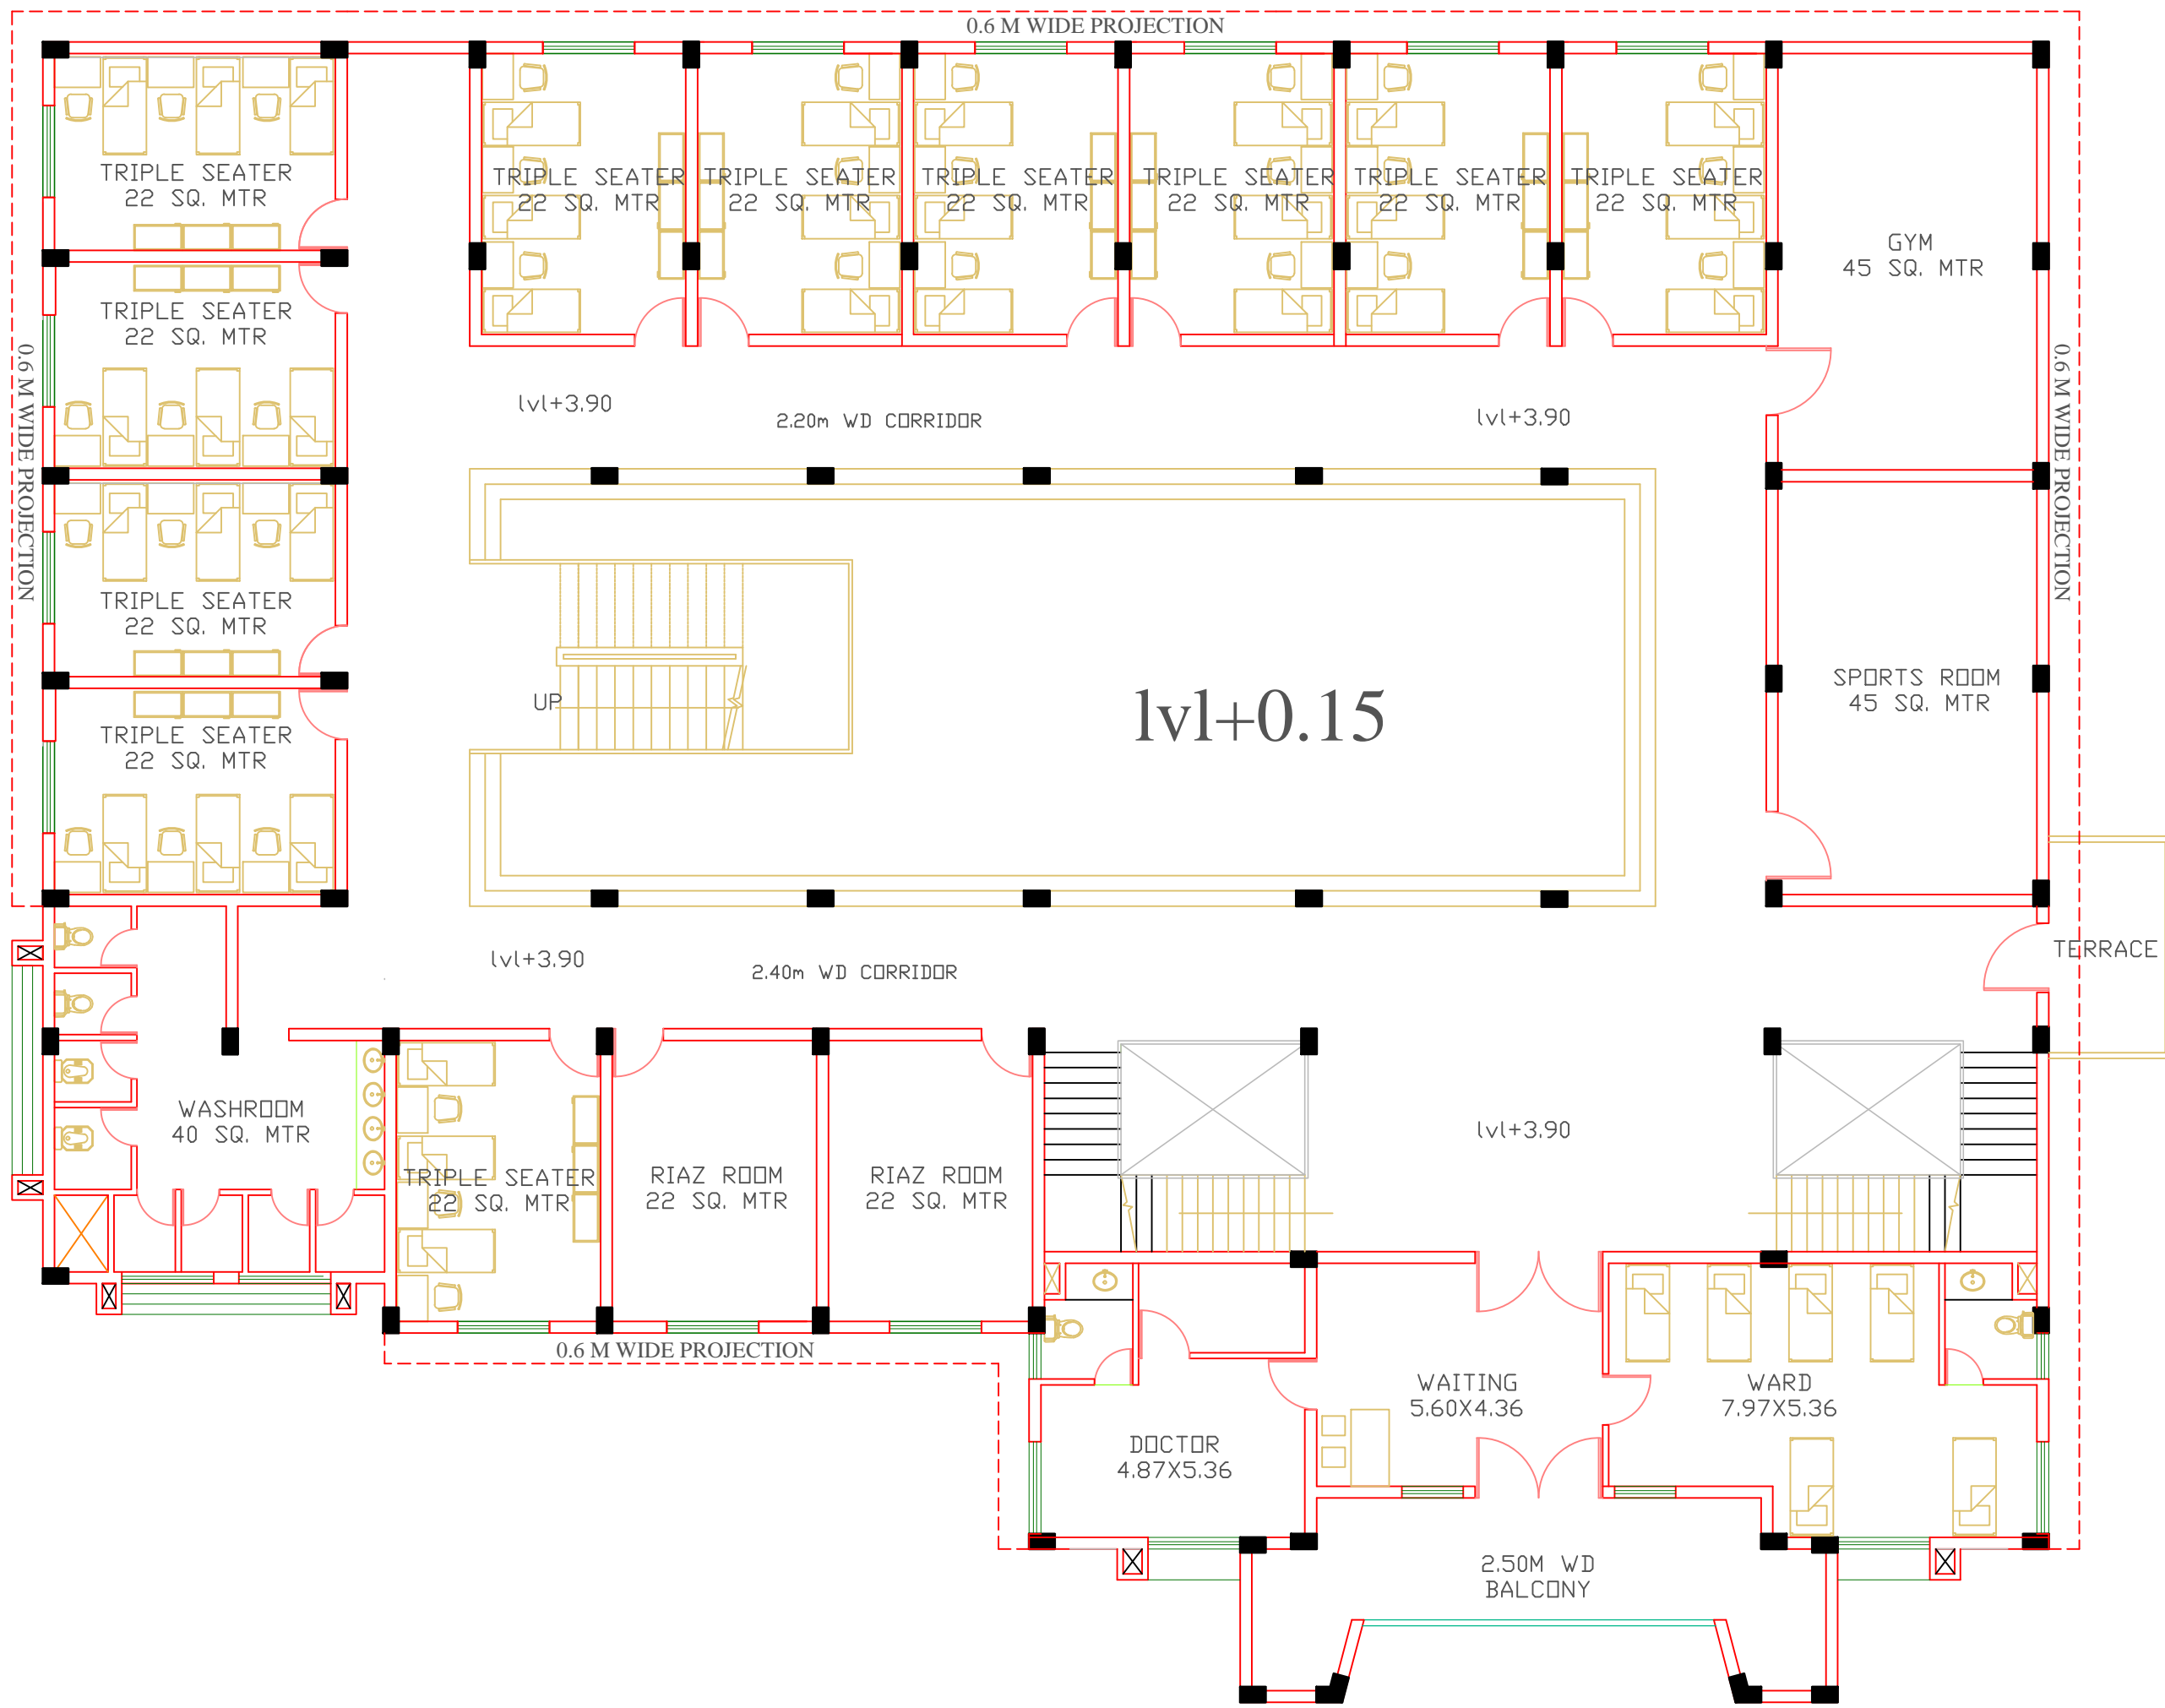 0.6 M WIDE PROJECTION
TRIPLE SEATER
22 SQ. MTR
TRIPLE SEATER
22 SQ. MTR
TRIPLE SEATER
22 SQ. MTR
TRIPLE SEATER
22 SQ. MTR
TRIPLE SEATER
22 SQ. MTR
TRIPLE SEATER
22 SQ. MTR
TRIPLE SEATER
22 SQ. MTR
GYM
45 SQ. MTR
TRIPLE SEATER
22 SQ. MTR
0.6 M WIDE PROJECTION
0.6 M WIDE PROJECTION
lvl+3.90
2.20m WD CORRIDOR
lvl+3.90
TRIPLE SEATER
22 SQ. MTR
SPORTS ROOM
45 SQ. MTR
UP
lvl+0.15
TRIPLE SEATER
22 SQ. MTR
lvl+3.90
2.40m WD CORRIDOR
TERRACE
WASHROOM
40 SQ. MTR
lvl+3.90
TRIPLE SEATER
22 SQ. MTR
RIAZ ROOM
22 SQ. MTR
RIAZ ROOM
22 SQ. MTR
0.6 M WIDE PROJECTION
WAITING
5.60X4.36
WARD
7.97X5.36
DOCTOR
4.87X5.36
2.50M WD
BALCONY